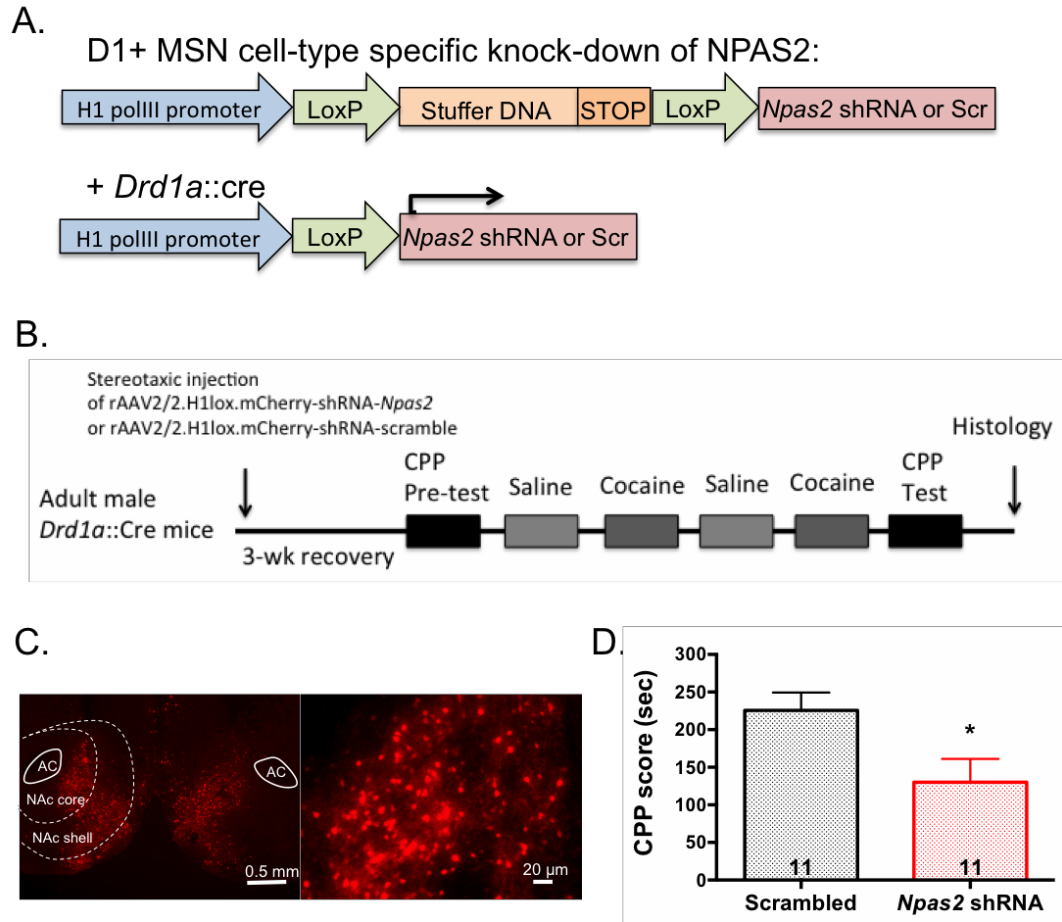 A.
D1+ MSN cell-type specific knock-down of NPAS2:
H1 polIII promoter LoxP Stuffer DNA STOP LoxP Npas2 shRNA or Scr
+ Drd1a::cre
H1 polIII promoter LoxP Npas2 shRNA or Scr
B.
Stereotaxic injection
of rAAV2/2.H1lox.mCherry-shRNA-Npas2
or rAAV2/2.H1lox.mCherry-shRNA-scramble
Histology
CPP
Pre-test
Saline
Cocaine
Saline
Cocaine
CPP
Test
Adult male
Drd1a::Cre mice
3-wk recovery
C.
AC
NAc core
NAc shell
AC
0.5 mm
20 µm
D.
CPP score (sec)
300
250
200
150
100
50
0
*
11
11
Scrambled
Npas2 shRNA